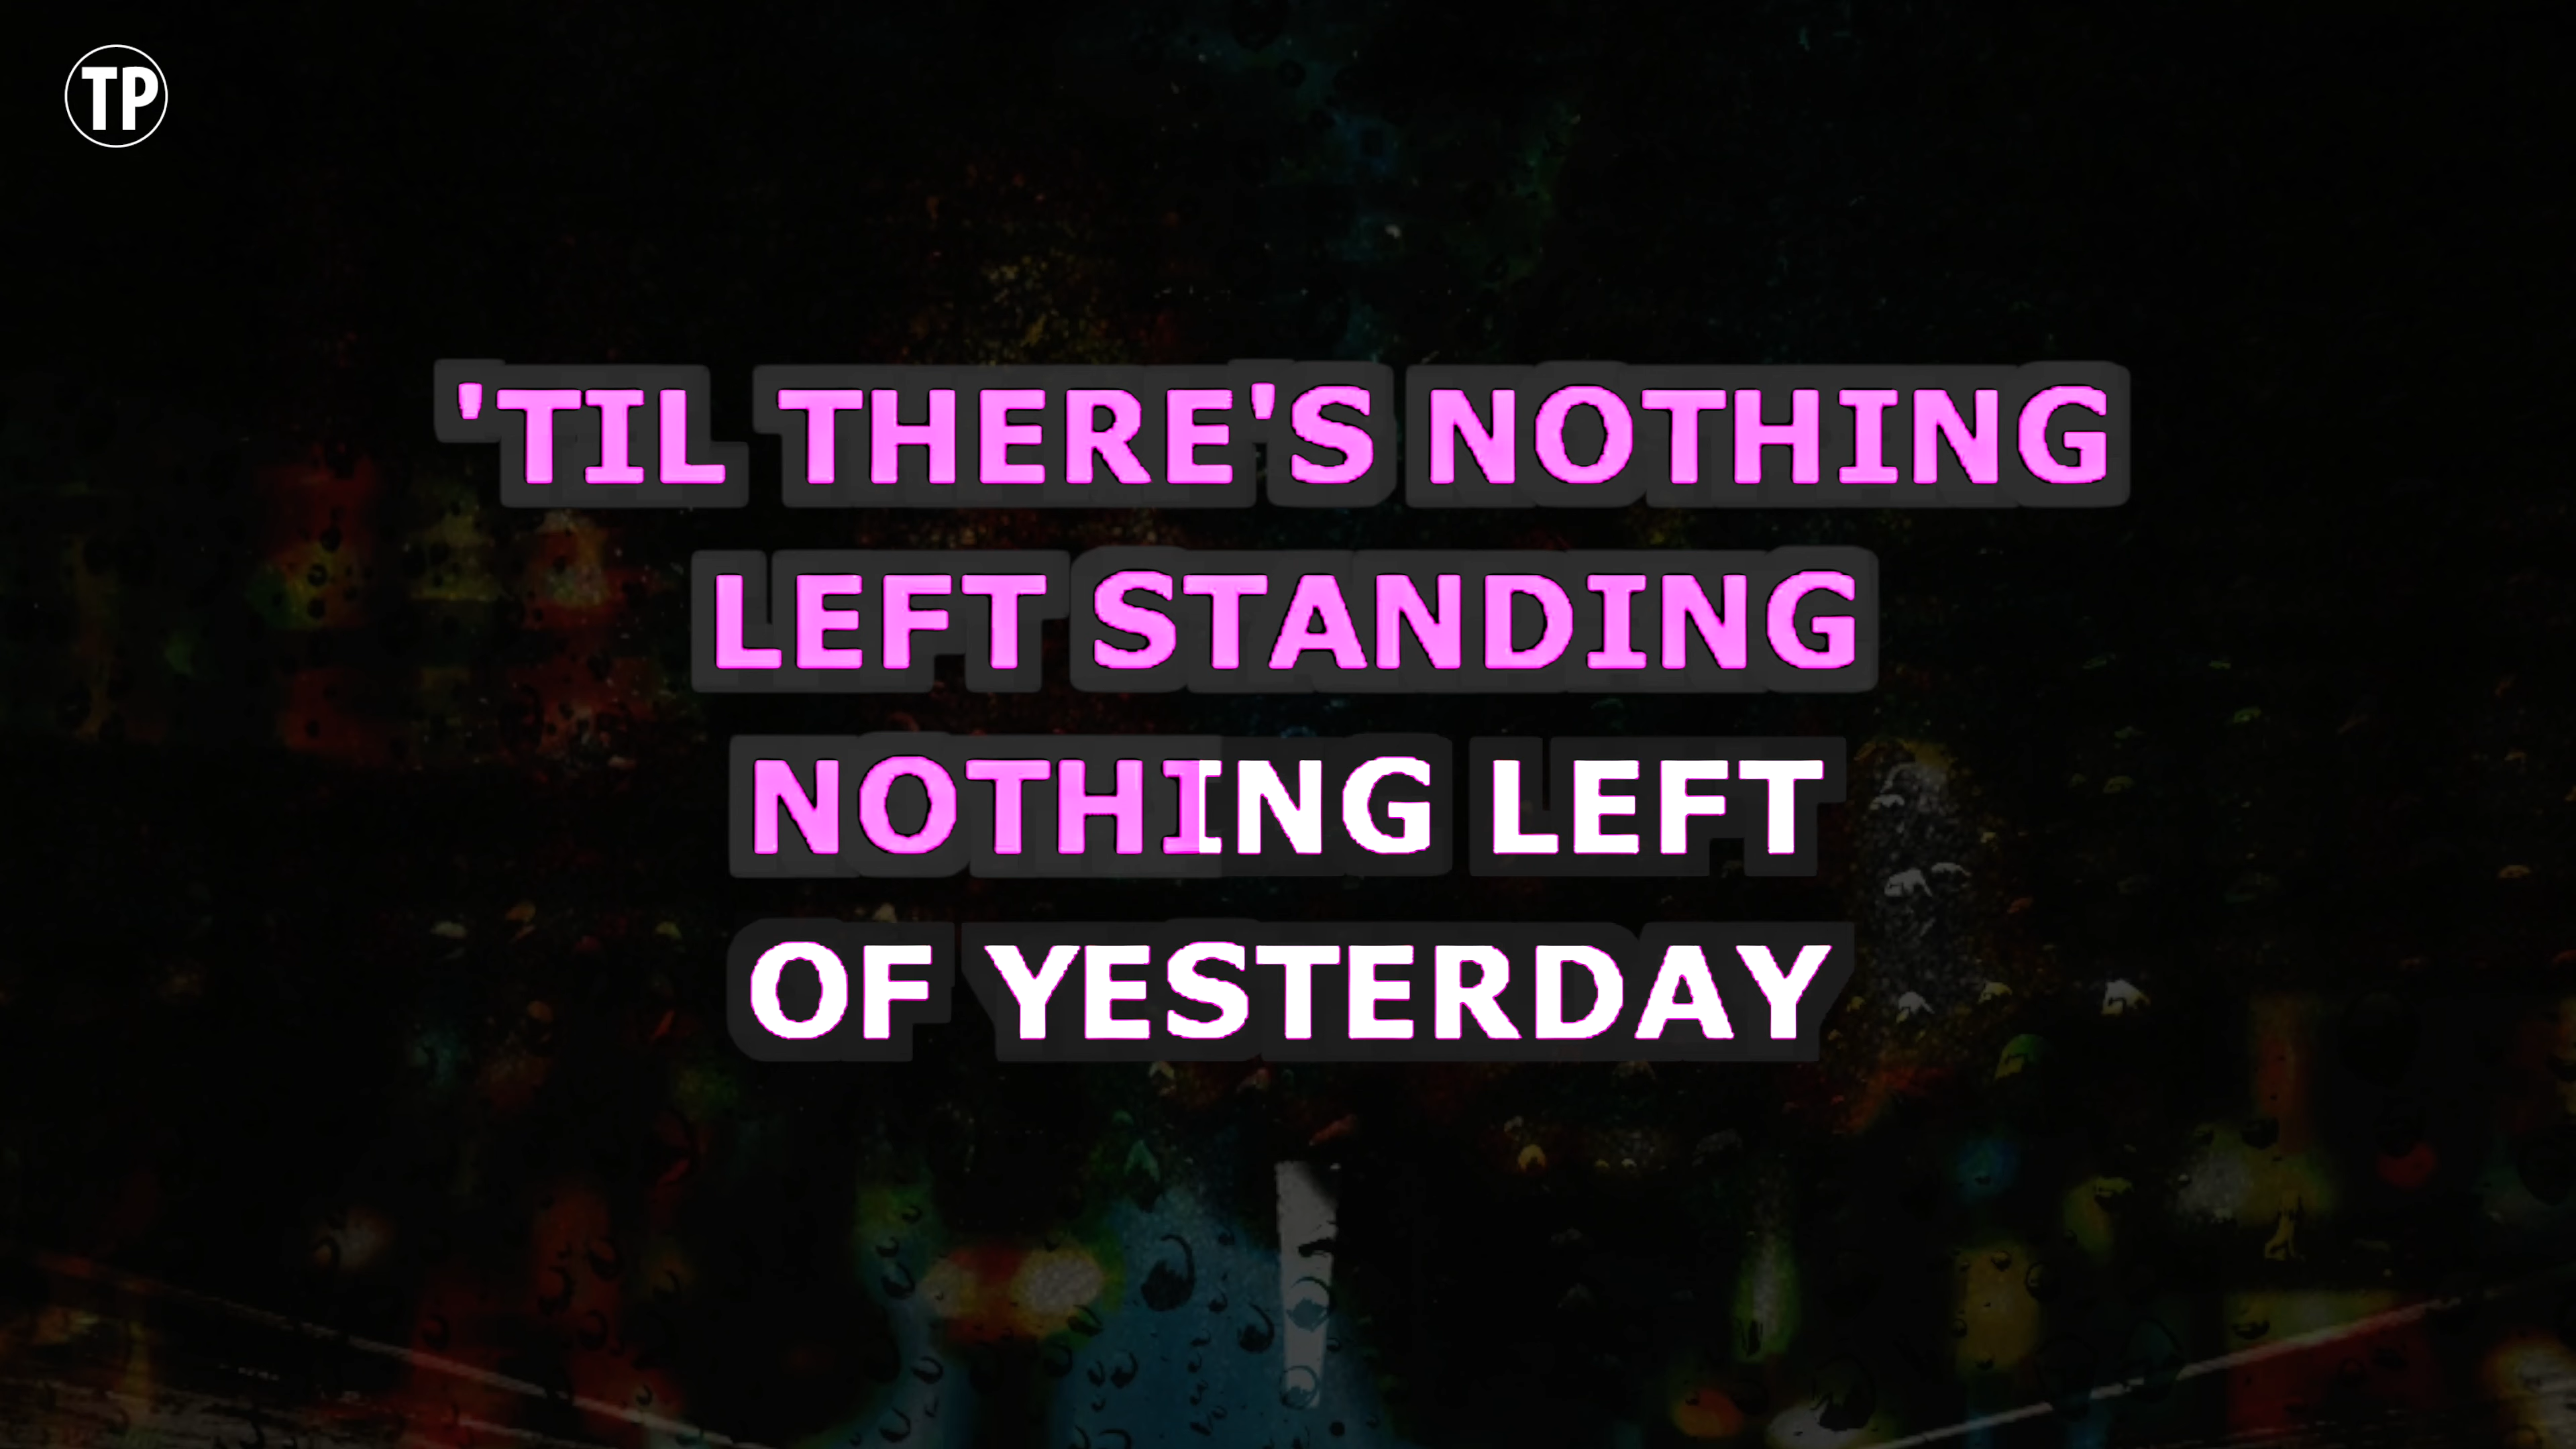 TP
'TIL THERE'S NOTHING
LEFT STANDING
NOTHING LEFT
OF YESTERDAY